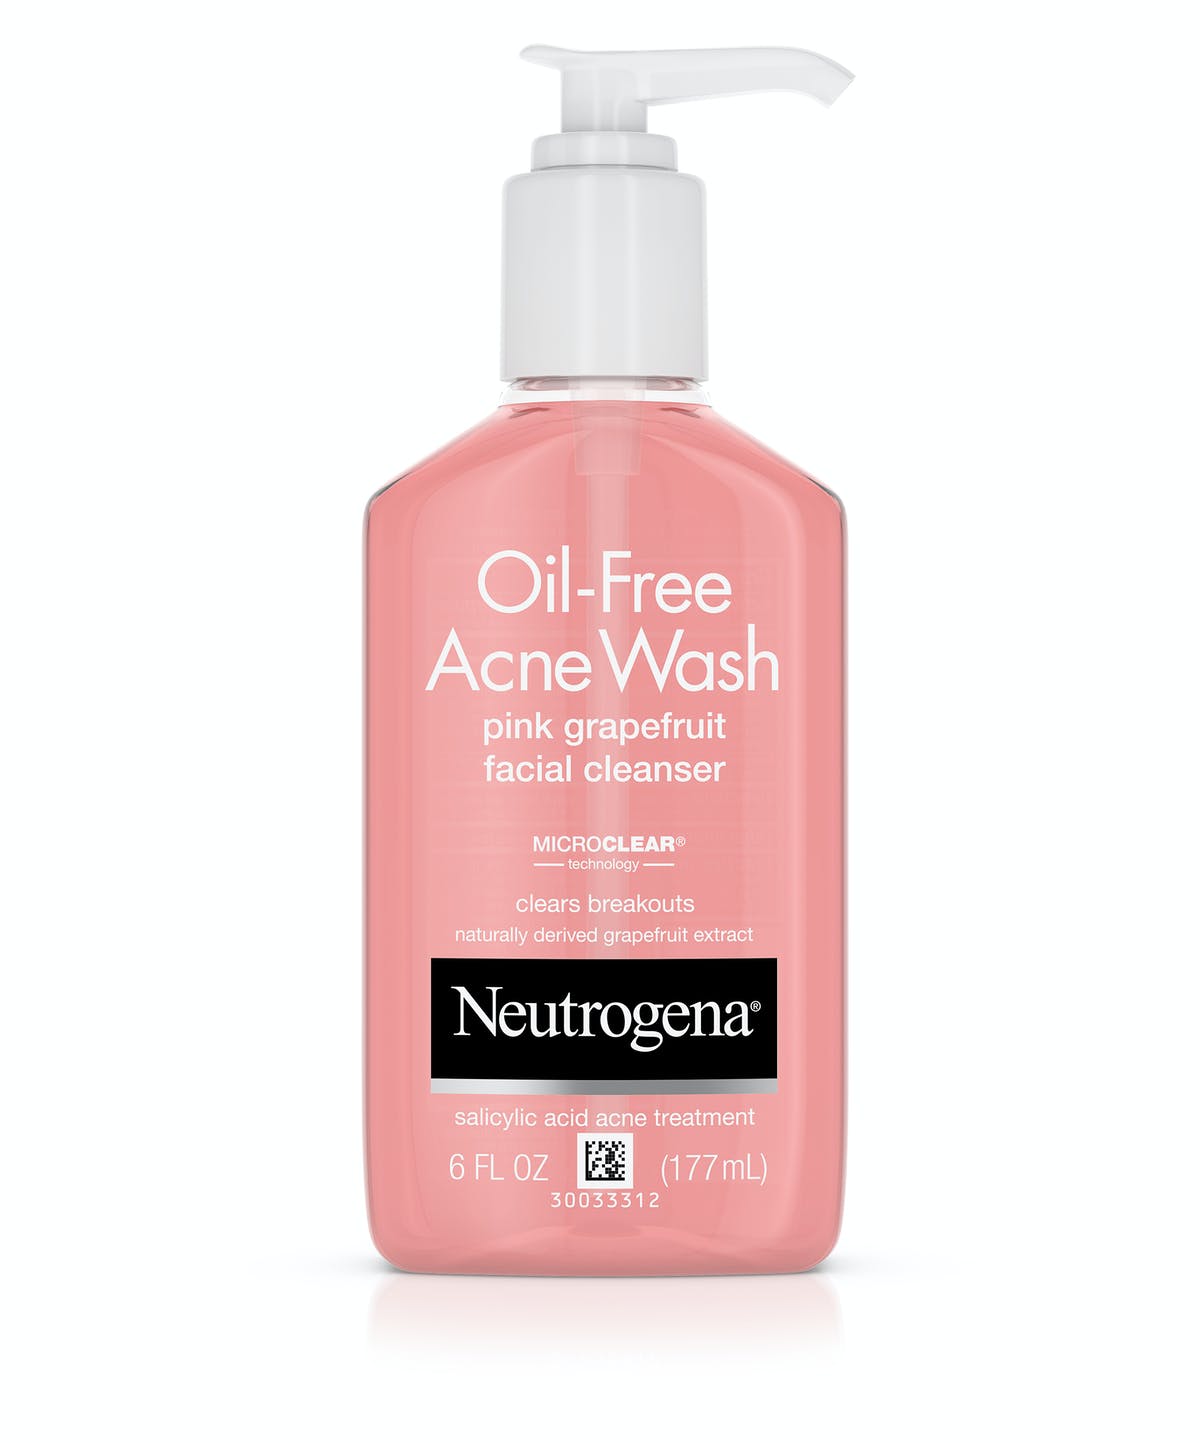 Oil-Free
Acne Wash
pink grapefruit
facial cleanser
MICROCLEAR®
technology
clears breakouts
naturally derived grapefruit extract
Neutrogena®
salicylic acid acne treatment
6 FL OZ (177 mL)
30033312